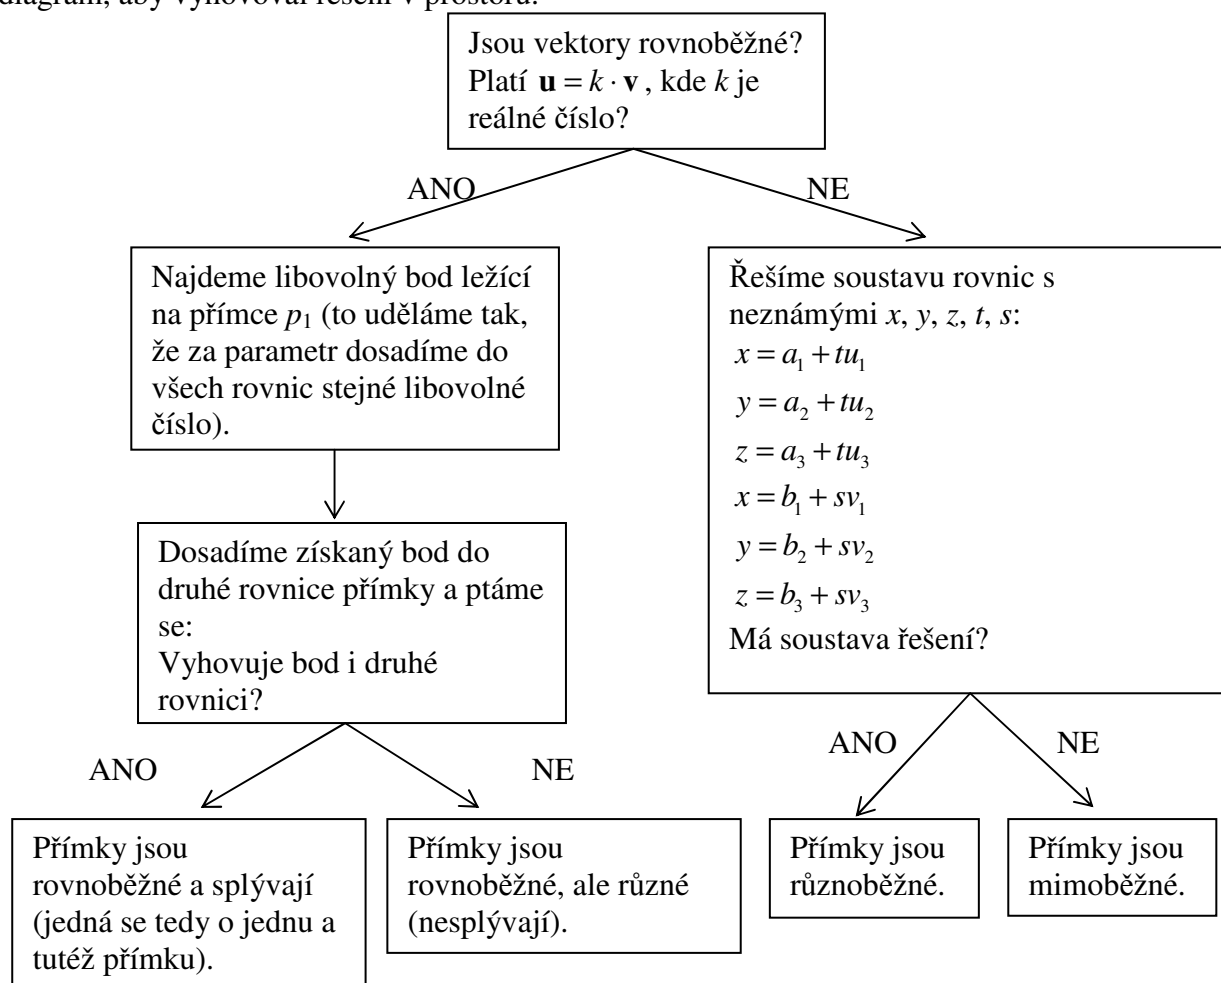 diagram, aby vyhovoval řešení v prostoru.
Jsou vektory rovnoběžné?
Platí u = k · v , kde k je
reálné číslo?
ANO
NE
Najdeme libovolný bod ležící
na přímce p₁ (to uděláme tak,
že za parametr dosadíme do
všech rovnic stejné libovolné
číslo).
Řešíme soustavu rovnic s
neznámými x, y, z, t, s:
x = a₁ + tu₁
y = a₂ + tu₂
z = a₃ + tu₃
x = b₁ + sv₁
y = b₂ + sv₂
z = b₃ + sv₃
Má soustava řešení?
Dosadíme získaný bod do
druhé rovnice přímky a ptáme
se:
Vyhovuje bod i druhé
rovnici?
ANO
NE
ANO
NE
Přímky jsou
rovnoběžné a splývají
(jedná se tedy o jednu a
tutéž přímku).
Přímky jsou
rovnoběžné, ale různé
(nesplývají).
Přímky jsou
různoběžné.
Přímky jsou
mimoběžné.